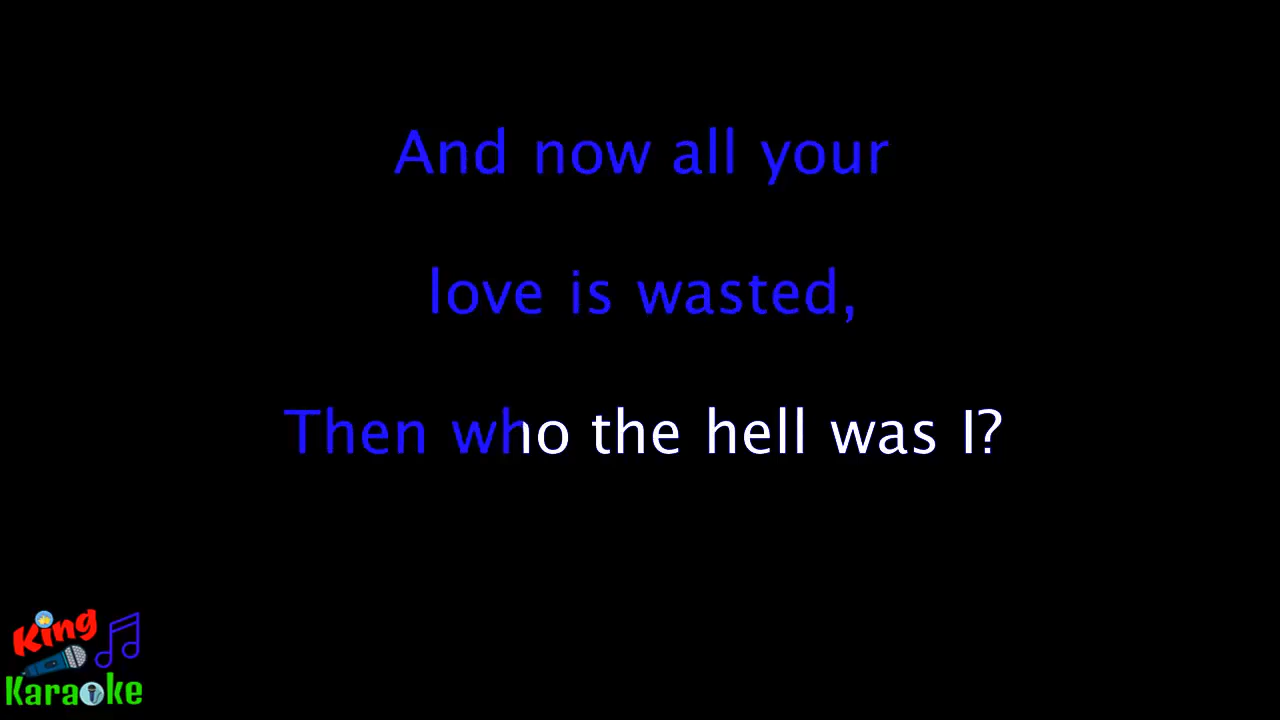 And now all your
love is wasted,
Then who the hell was I?
King
Karaoke